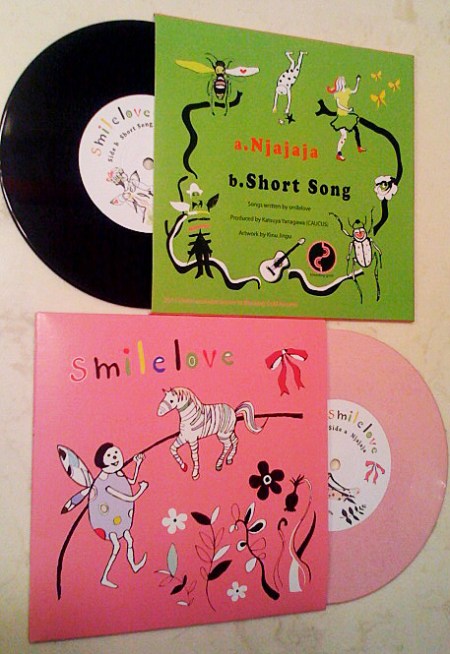 smilelove
Side b Short Song
a.Njajaja
b.Short Song
Songs written by smilelove
Produced by Katsuya Yanagawa (CAUCUS)
Artwork by Kina Jingu
smilelove
smilelove
Side a Njajaja